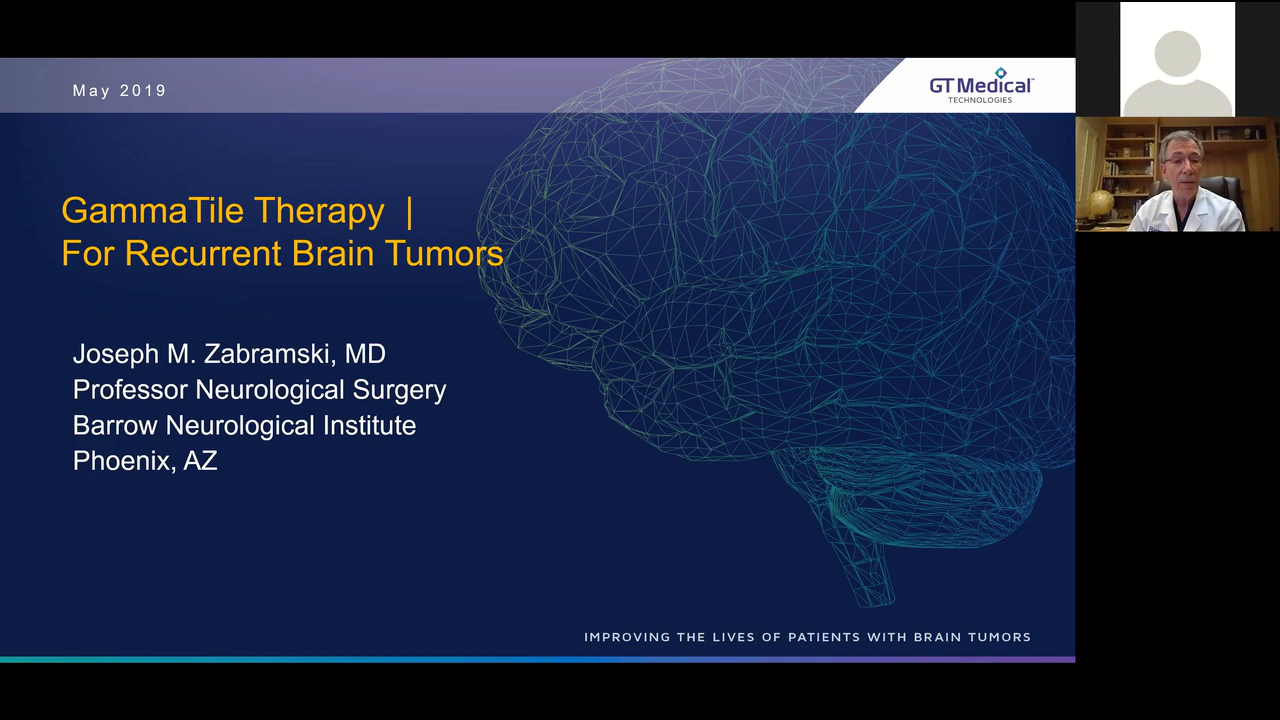 May 2019
GT Medical™
TECHNOLOGIES
GammaTile Therapy |
For Recurrent Brain Tumors
Joseph M. Zabramski, MD
Professor Neurological Surgery
Barrow Neurological Institute
Phoenix, AZ
IMPROVING THE LIVES OF PATIENTS WITH BRAIN TUMORS